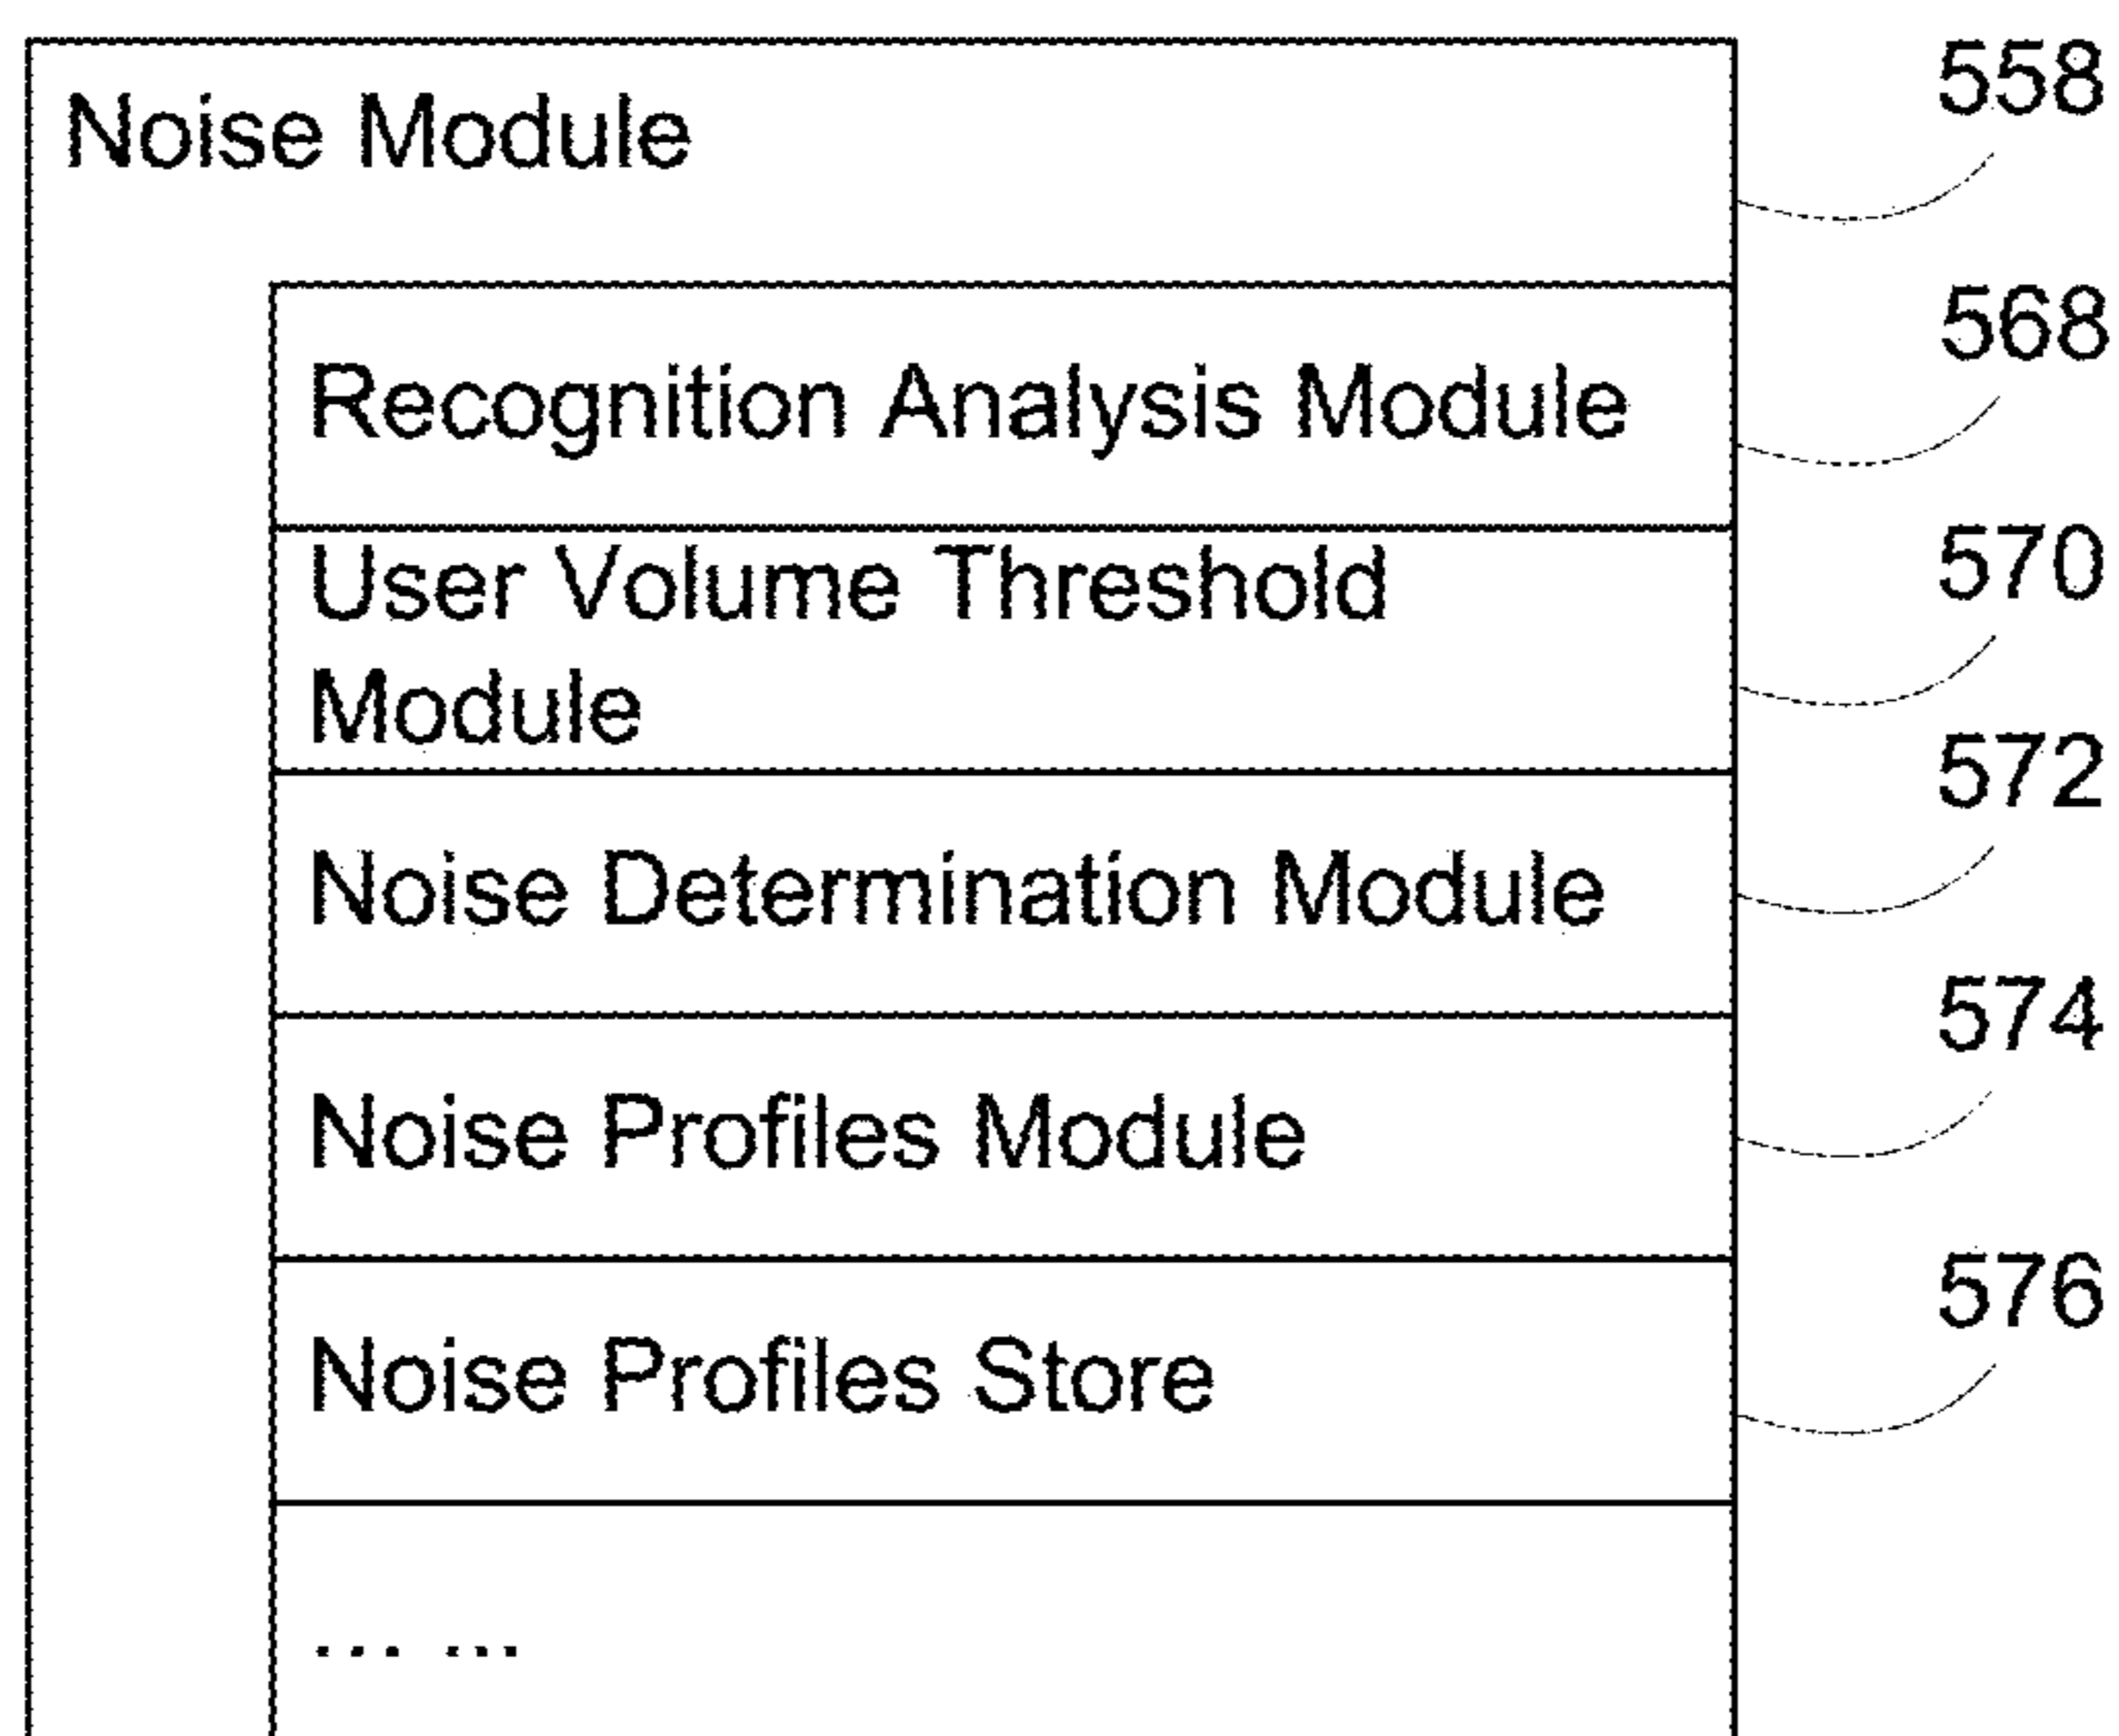 Noise Module
558
Recognition Analysis Module
568
User Volume Threshold
Module
570
Noise Determination Module
572
Noise Profiles Module
574
Noise Profiles Store
576
... ...